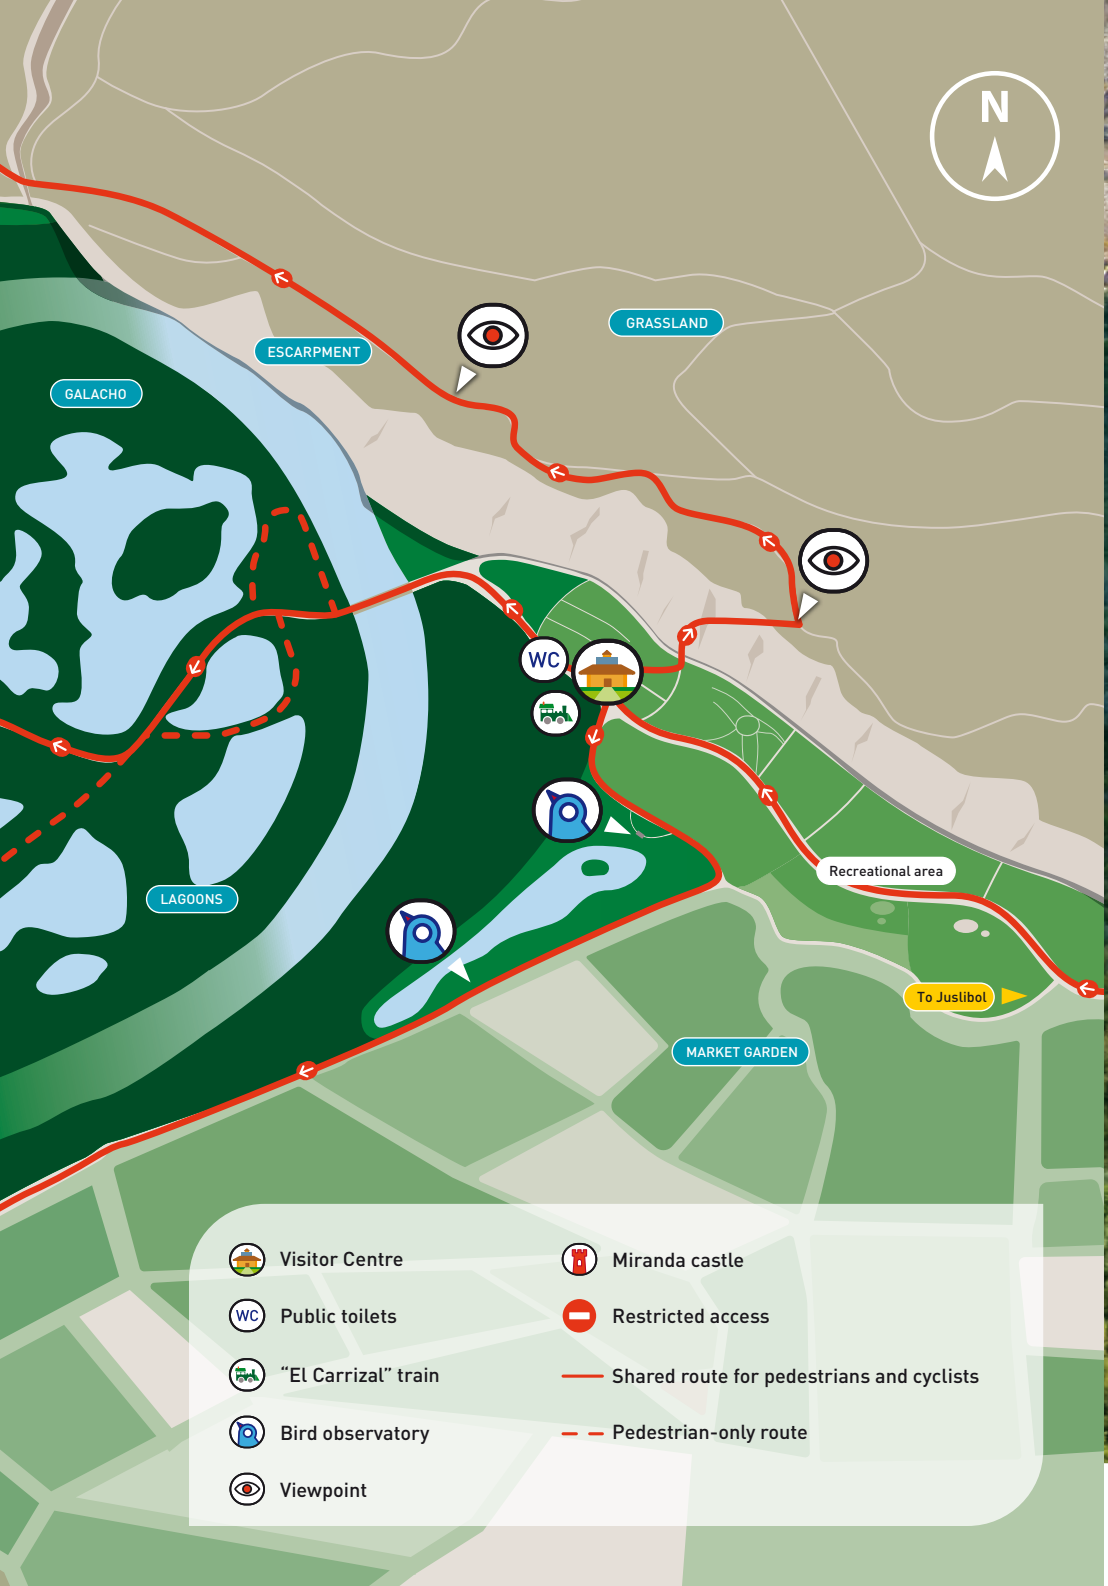 N
GRASSLAND
ESCARPMENT
GALACHO
WC
Recreational area
LAGOONS
To Juslibol
MARKET GARDEN
Visitor Centre
WC
Public toilets
“El Carrizal” train
Bird observatory
Viewpoint
Miranda castle
Restricted access
Shared route for pedestrians and cyclists
Pedestrian-only route